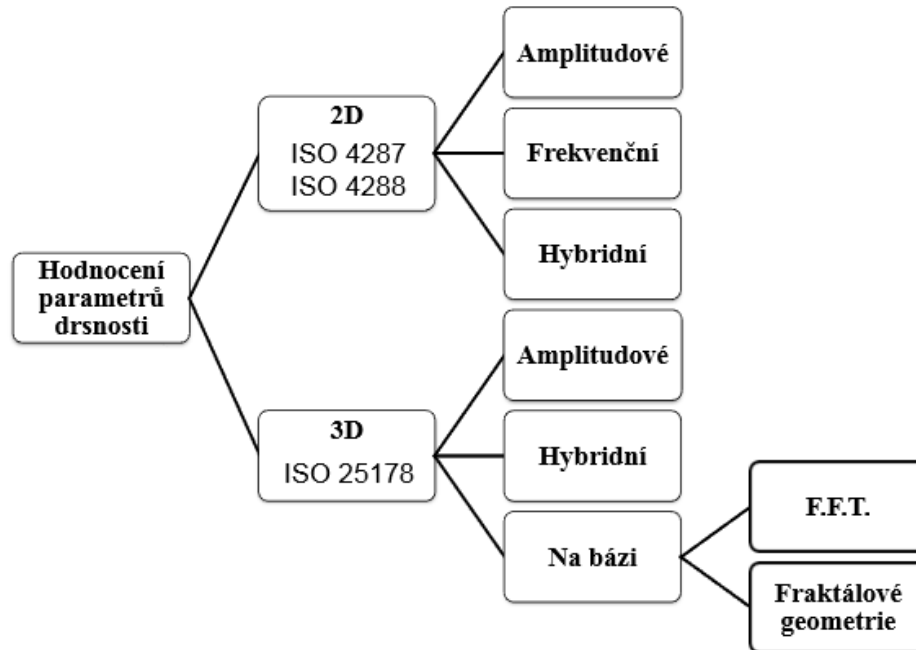 Hodnocení
parametrů
drsnosti
2D
ISO 4287
ISO 4288
Amplitudové
Frekvenční
Hybridní
3D
ISO 25178
Amplitudové
Hybridní
Na bázi
F.F.T.
Fraktálové
geometrie